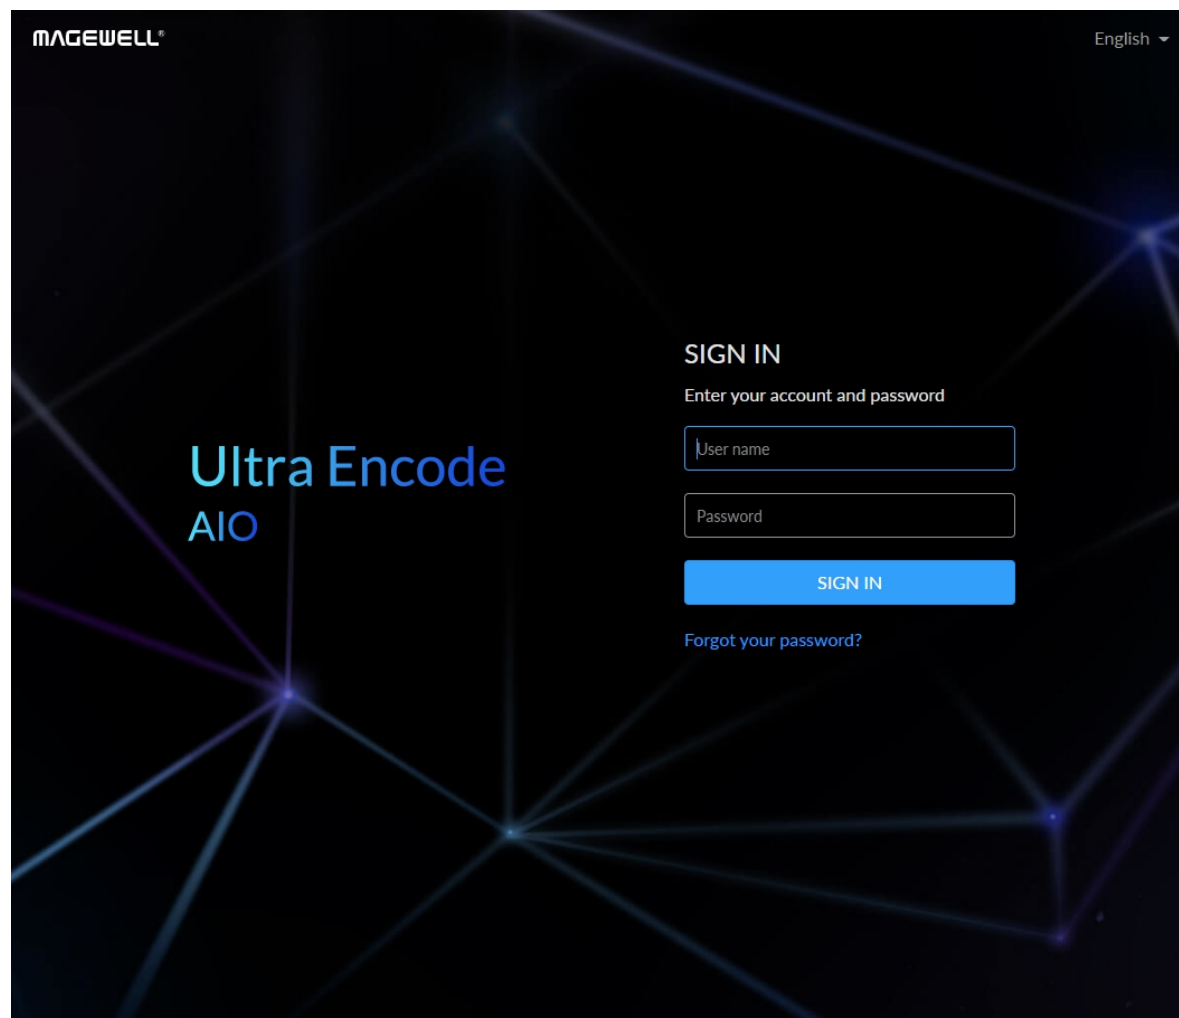 MAGEWELL®
English
Ultra Encode
AIO
SIGN IN
Enter your account and password
User name
Password
SIGN IN
Forgot your password?